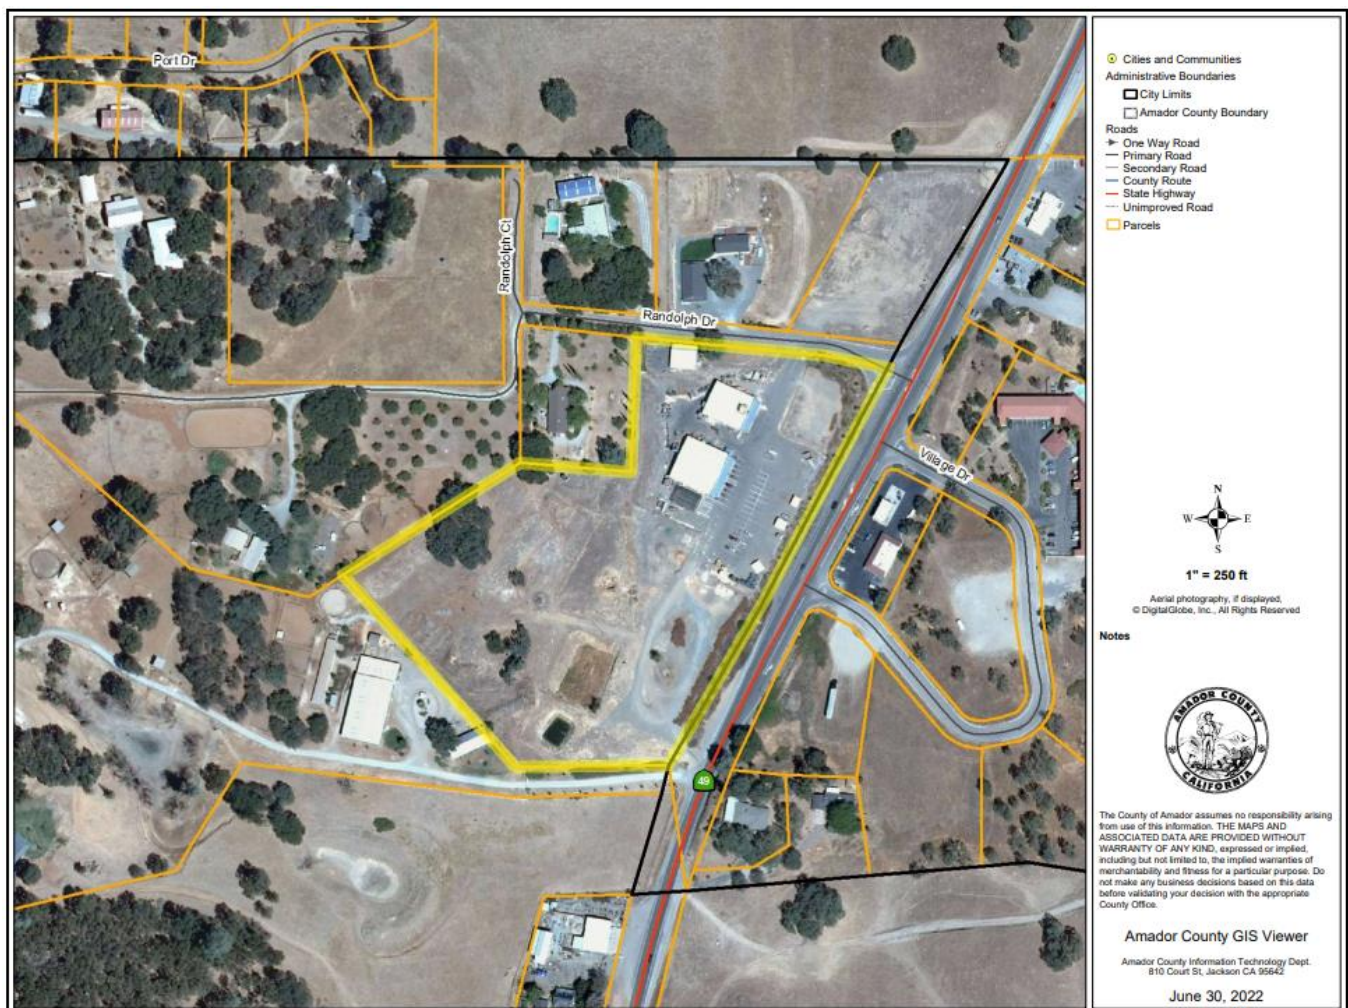 Port Dr
Randolph Ct
Randolph Dr
Village Dr
49
Cities and Communities
Administrative Boundaries
City Limits
Amador County Boundary
Roads
One Way Road
Primary Road
Secondary Road
County Route
State Highway
Unimproved Road
Parcels
N
W E
S
1" = 250 ft
Aerial photography, if displayed,
© DigitalGlobe, Inc., All Rights Reserved
Notes
AMADOR COUNTY
CALIFORNIA
The County of Amador assumes no responsibility arising
from use of this information. THE MAPS AND
ASSOCIATED DATA ARE PROVIDED WITHOUT
WARRANTY OF ANY KIND, expressed or implied,
including but not limited to, the implied warranties of
merchantability and fitness for a particular purpose. Do
not make any business decisions based on this data
before validating your decision with the appropriate
County Office.
Amador County GIS Viewer
Amador County Information Technology Dept.
810 Court St, Jackson CA 95642
June 30, 2022